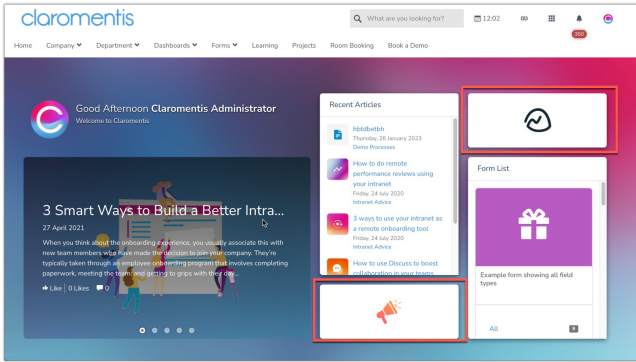 claromentis
What are you looking for?
12:02
350
Home
Company
Department
Dashboards
Forms
Learning
Projects
Room Booking
Book a Demo
Good Afternoon Claromentis Administrator
Welcome to Claromentis
3 Smart Ways to Build a Better Intra...
27 April 2021
When you think about the onboarding experience, you usually associate this with
new team members who have made the decision to join your company. They're
typically taken through an employee onboarding program that involves completing
paperwork, meeting the team, and getting to grips with their day...
Like
0 Likes
0
Recent Articles
hbtdbetbh
Thursday, 26 January 2023
Demo Processes
How to do remote
performance reviews using
your intranet
Friday, 24 July 2020
Intranet Advice
3 ways to use your intranet as
a remote onboarding tool
Friday, 24 July 2020
Intranet Advice
How to use Discuss to boost
collaboration in your teams
Form List
Example form showing all field
types
All